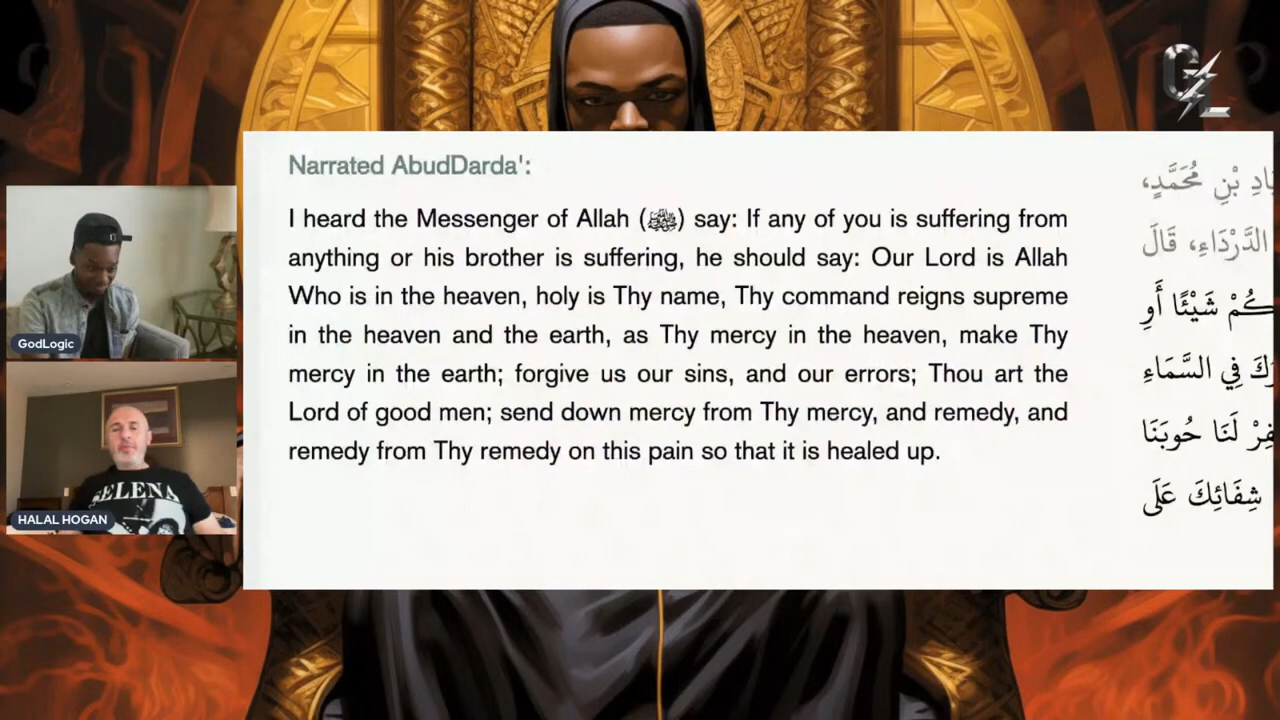 Narrated AbudDarda':
I heard the Messenger of Allah (ﷺ) say: If any of you is suffering from
anything or his brother is suffering, he should say: Our Lord is Allah
Who is in the heaven, holy is Thy name, Thy command reigns supreme
in the heaven and the earth, as Thy mercy in the heaven, make Thy
mercy in the earth; forgive us our sins, and our errors; Thou art the
Lord of good men; send down mercy from Thy mercy, and remedy, and
remedy from Thy remedy on this pain so that it is healed up.
بْنِ مُحَمَّدٍ،
الدَّرْدَاءِ، قَالَ
شَيْئًا أَوِ
فِي السَّمَاءِ
لَنَا حُوبَنَا
شِفَائِكَ عَلَى
GodLogic
SELENA
HALAL HOGAN
GL